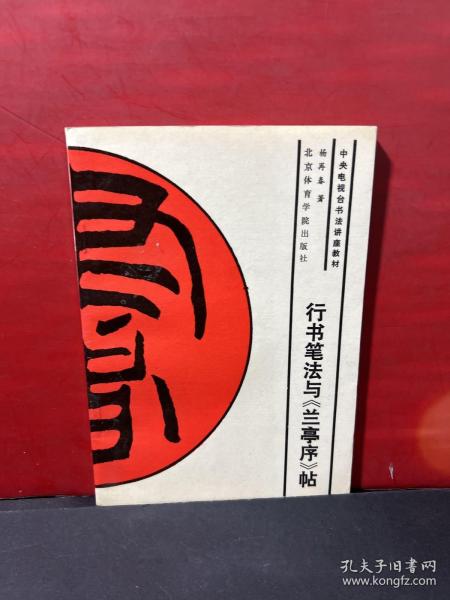 中央电视台书法讲座教材
杨再春 著
北京体育学院出版社
行书笔法与《兰亭序》帖
孔夫子旧书网
www.kongfz.com